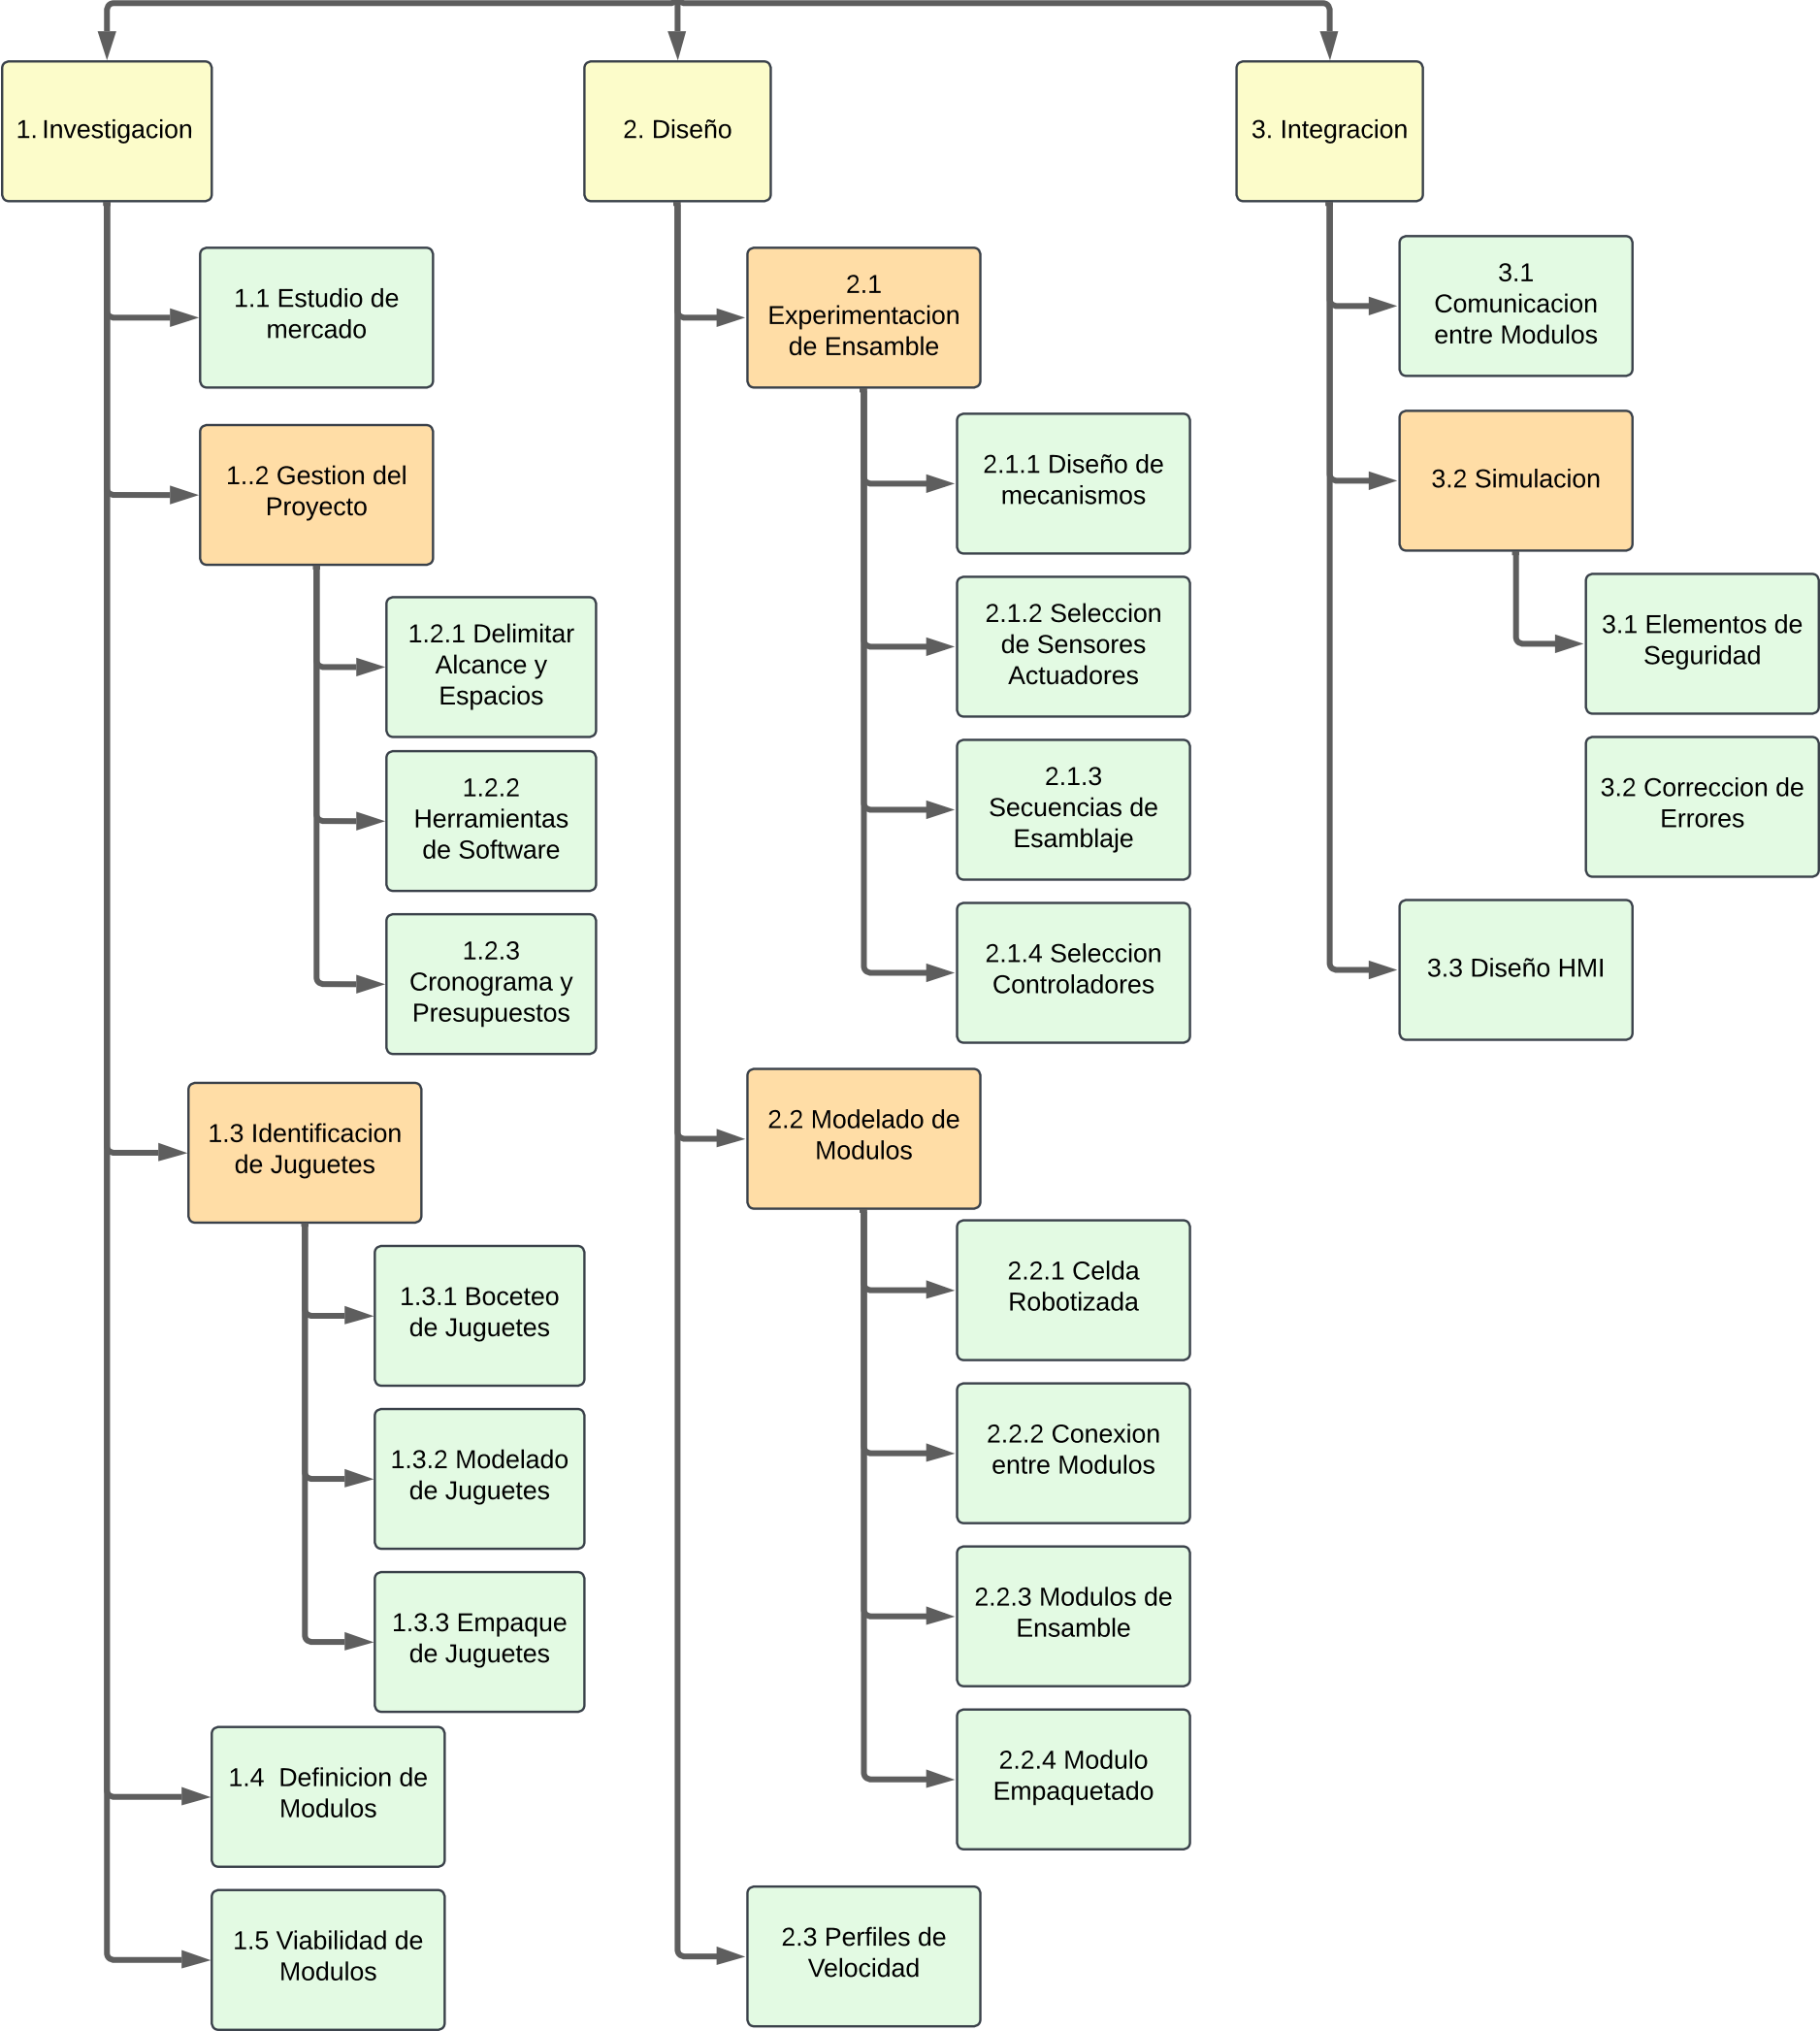 1. Investigacion
1.1 Estudio de
mercado
1..2 Gestion del
Proyecto
1.2.1 Delimitar
Alcance y
Espacios
1.2.2
Herramientas
de Software
1.2.3
Cronograma y
Presupuestos
1.3 Identificacion
de Juguetes
1.3.1 Boceteo
de Juguetes
1.3.2 Modelado
de Juguetes
1.3.3 Empaque
de Juguetes
1.4 Definicion de
Modulos
1.5 Viabilidad de
Modulos
2. Diseño
2.1
Experimentacion
de Ensamble
2.1.1 Diseño de
mecanismos
2.1.2 Seleccion
de Sensores
Actuadores
2.1.3
Secuencias de
Esamblaje
2.1.4 Seleccion
Controladores
2.2 Modelado de
Modulos
2.2.1 Celda
Robotizada
2.2.2 Conexion
entre Modulos
2.2.3 Modulos de
Ensamble
2.2.4 Modulo
Empaquetado
2.3 Perfiles de
Velocidad
3. Integracion
3.1
Comunicacion
entre Modulos
3.2 Simulacion
3.1 Elementos de
Seguridad
3.2 Correccion de
Errores
3.3 Diseño HMI